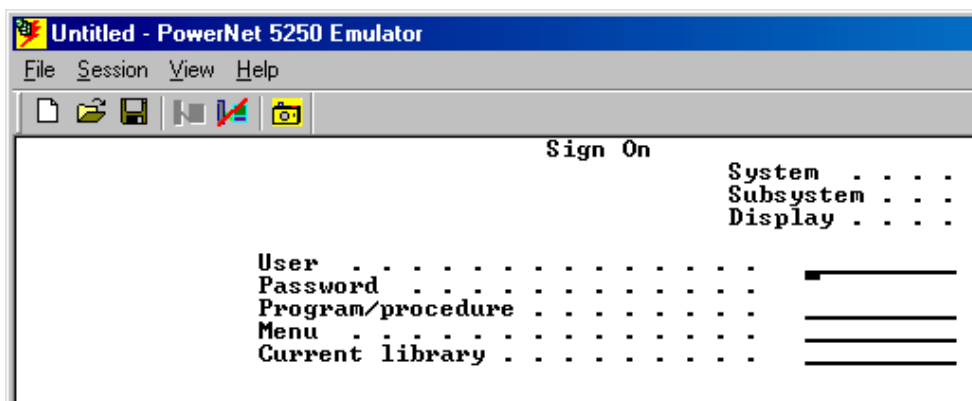 Untitled - PowerNet 5250 Emulator
File Session View Help
Sign On
System . . . .
Subsystem . . .
Display . . . .
User . . . . . . . . . . . . . .
Password . . . . . . . . . . . .
Program/procedure . . . . . . . .
Menu . . . . . . . . . . . . . .
Current library . . . . . . . . .